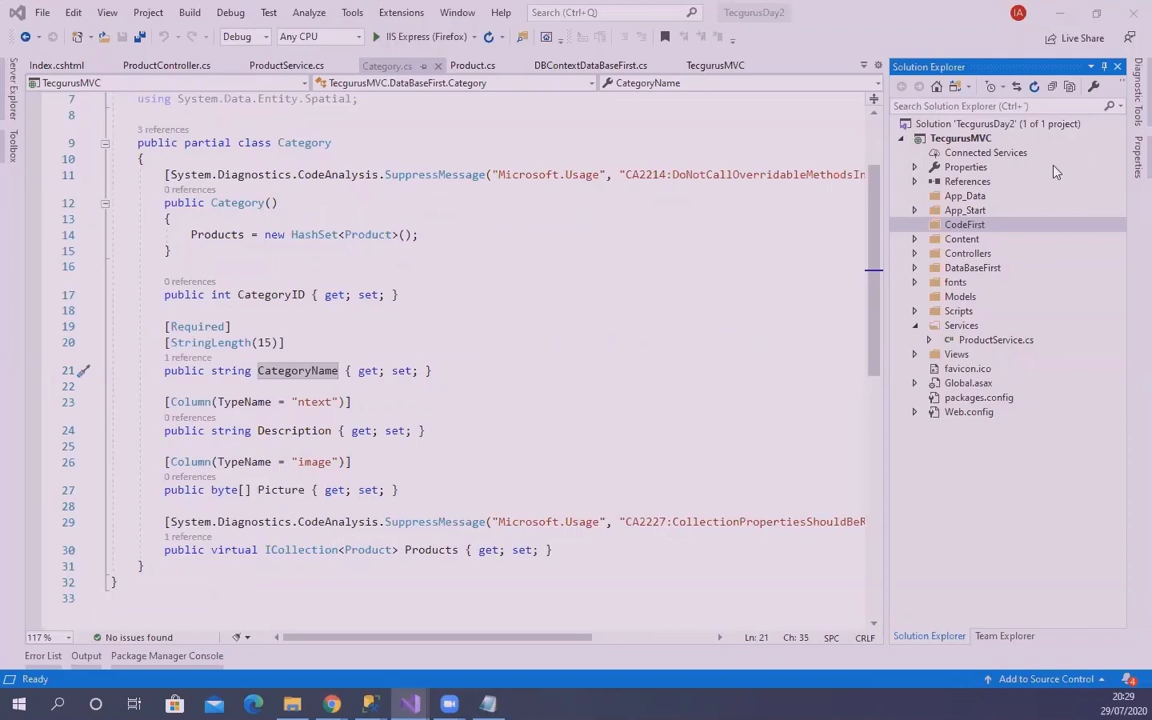 File Edit View Project Build Debug Test Analyze Tools Extensions Window Help Search (Ctrl+Q) TecgurusDay2 IA
Debug Any CPU IIS Express (Firefox) Live Share
Index.cshtml ProductController.cs ProductService.cs Category.cs Product.cs DBContextDataBaseFirst.cs TecgurusMVC
TecgurusMVC TecgurusMVC.DataBaseFirst.Category CategoryName
Server Explorer
Toolbox
7 using System.Data.Entity.Spatial;
8
3 references
9 public partial class Category
10 {
11 [System.Diagnostics.CodeAnalysis.SuppressMessage("Microsoft.Usage", "CA2214:DoNotCallOverridableMethodsIn
0 references
12 public Category()
13 {
14 Products = new HashSet<Product>();
15 }
16
0 references
17 public int CategoryID { get; set; }
18
19 [Required]
20 [StringLength(15)]
1 reference
21 public string CategoryName { get; set; }
22
23 [Column(TypeName = "ntext")]
0 references
24 public string Description { get; set; }
25
26 [Column(TypeName = "image")]
0 references
27 public byte[] Picture { get; set; }
28
29 [System.Diagnostics.CodeAnalysis.SuppressMessage("Microsoft.Usage", "CA2227:CollectionPropertiesShouldBeR
1 reference
30 public virtual ICollection<Product> Products { get; set; }
31 }
32 }
33
117 % No issues found Ln: 21 Ch: 35 SPC CRLF
Solution Explorer
Search Solution Explorer (Ctrl+')
Solution 'TecgurusDay2' (1 of 1 project)
TecgurusMVC
Connected Services
Properties
References
App_Data
App_Start
CodeFirst
Content
Controllers
DataBaseFirst
fonts
Models
Scripts
Services
ProductService.cs
Views
favicon.ico
Global.asax
packages.config
Web.config
Solution Explorer Team Explorer
Diagnostic Tools
Properties
Error List Output Package Manager Console
Ready Add to Source Control 4
20:29
29/07/2020